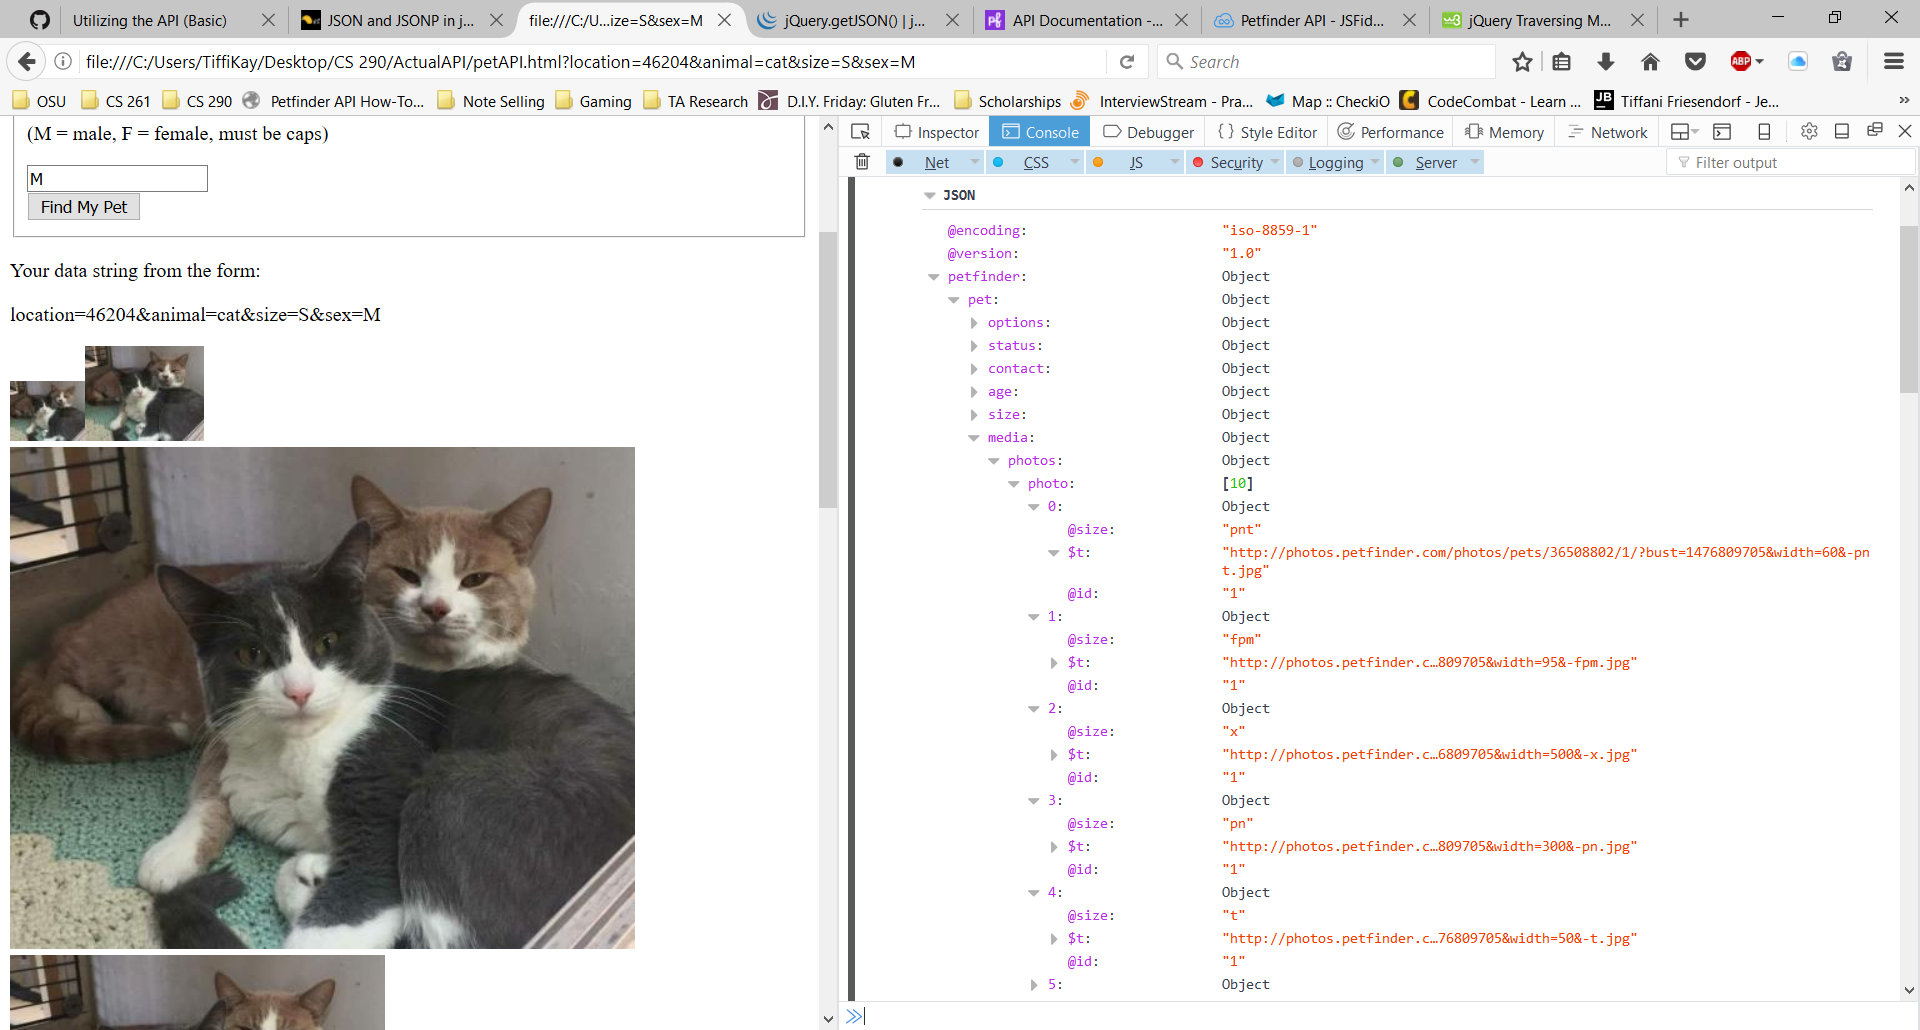 Utilizing the API (Basic)
JSON and JSONP in j...
file:///C:/U...ize=S&sex=M
jQuery.getJSON() | j...
API Documentation -...
Petfinder API - JSFid...
jQuery Traversing M...
file:///C:/Users/TiffiKay/Desktop/CS 290/ActualAPI/petAPI.html?location=46204&animal=cat&size=S&sex=M
Search
ABP
OSU
CS 261
CS 290
Petfinder API How-To...
Note Selling
Gaming
TA Research
D.I.Y. Friday: Gluten Fr...
Scholarships
InterviewStream - Pra...
Map :: CheckiO
CodeCombat - Learn ...
Tiffani Friesendorf - Je...
(M = male, F = female, must be caps)
M
Find My Pet
Your data string from the form:
location=46204&animal=cat&size=S&sex=M
Inspector
Console
Debugger
Style Editor
Performance
Memory
Network
Net
CSS
JS
Security
Logging
Server
Filter output
JSON
@encoding: "iso-8859-1"
@version: "1.0"
petfinder: Object
pet: Object
options: Object
status: Object
contact: Object
age: Object
size: Object
media: Object
photos: Object
photo: [10]
0: Object
@size: "pnt"
$t: "http://photos.petfinder.com/photos/pets/36508802/1/?bust=1476809705&width=60&-pn
t.jpg"
@id: "1"
1: Object
@size: "fpm"
$t: "http://photos.petfinder.c…809705&width=95&-fpm.jpg"
@id: "1"
2: Object
@size: "x"
$t: "http://photos.petfinder.c…6809705&width=500&-x.jpg"
@id: "1"
3: Object
@size: "pn"
$t: "http://photos.petfinder.c…809705&width=300&-pn.jpg"
@id: "1"
4: Object
@size: "t"
$t: "http://photos.petfinder.c…76809705&width=50&-t.jpg"
@id: "1"
5: Object